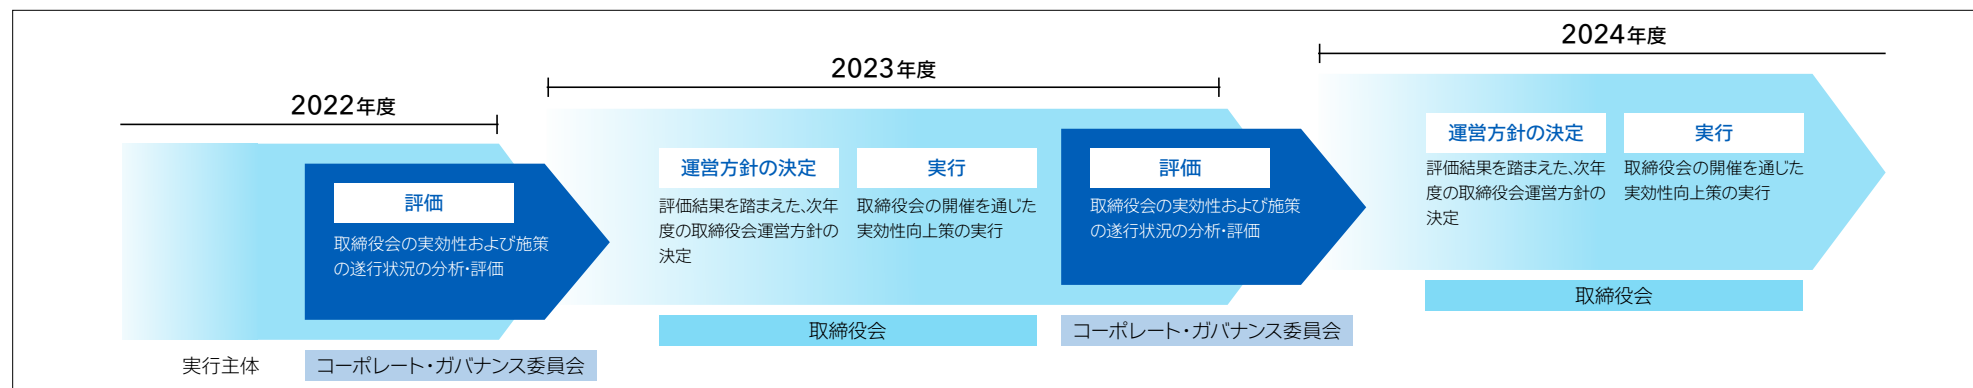 2022年度
評価
取締役会の実効性および施策
の遂行状況の分析・評価
実行主体
コーポレート・ガバナンス委員会
2023年度
運営方針の決定
評価結果を踏まえた、次年
度の取締役会運営方針の
決定
実行
取締役会の開催を通じた
実効性向上策の実行
取締役会
評価
取締役会の実効性および施策
の遂行状況の分析・評価
コーポレート・ガバナンス委員会
2024年度
運営方針の決定
評価結果を踏まえた、次年
度の取締役会運営方針の
決定
実行
取締役会の開催を通じた
実効性向上策の実行
取締役会